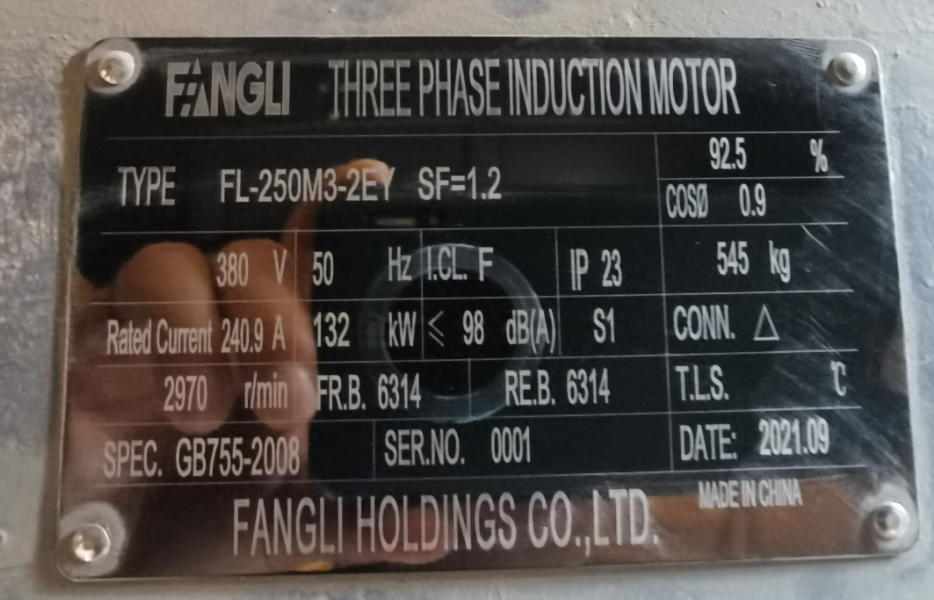 FANGLI THREE PHASE INDUCTION MOTOR
TYPE FL-250M3-2EY SF=1.2
92.5 %
COSØ 0.9
380 V 50 Hz I.CL. F IP 23 545 kg
Rated Current 240.9 A 132 kW ≤ 98 dB(A) S1 CONN. △
2970 r/min FR.B. 6314 RE.B. 6314 T.L.S. ℃
SPEC. GB755-2008 SER.NO. 0001 DATE: 2021.09
MADE IN CHINA
FANGLI HOLDINGS CO.,LTD.